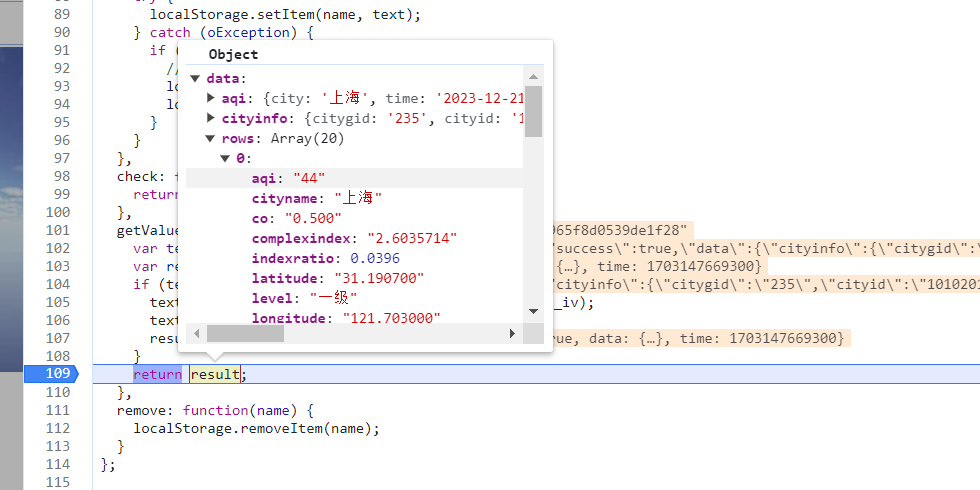 89 localStorage.setItem(name, text);
90 } catch (oException) {
91 if (
92 //
93 lo
94 lo
95 }
96 }
97 },
98 check: f
99 return
100 },
101 getValue 965f8d0539de1f28"
102 var te "success\":true,\"data\":{\"cityinfo\":{\"citygid\":
103 var re {…}, time: 1703147669300}
104 if (te cityinfo\":{\"citygid\":\"235\",\"cityid\":\"1010201
105 text _iv);
106 text
107 resu rue, data: {…}, time: 1703147669300}
108 }
109 return result;
110 },
111 remove: function(name) {
112 localStorage.removeItem(name);
113 }
114 };
115
Object
data:
aqi: {city: '上海', time: '2023-12-21
cityinfo: {citygid: '235', cityid: '1
rows: Array(20)
0:
aqi: "44"
cityname: "上海"
co: "0.500"
complexindex: "2.6035714"
indexratio: 0.0396
latitude: "31.190700"
level: "一级"
longitude: "121.703000"